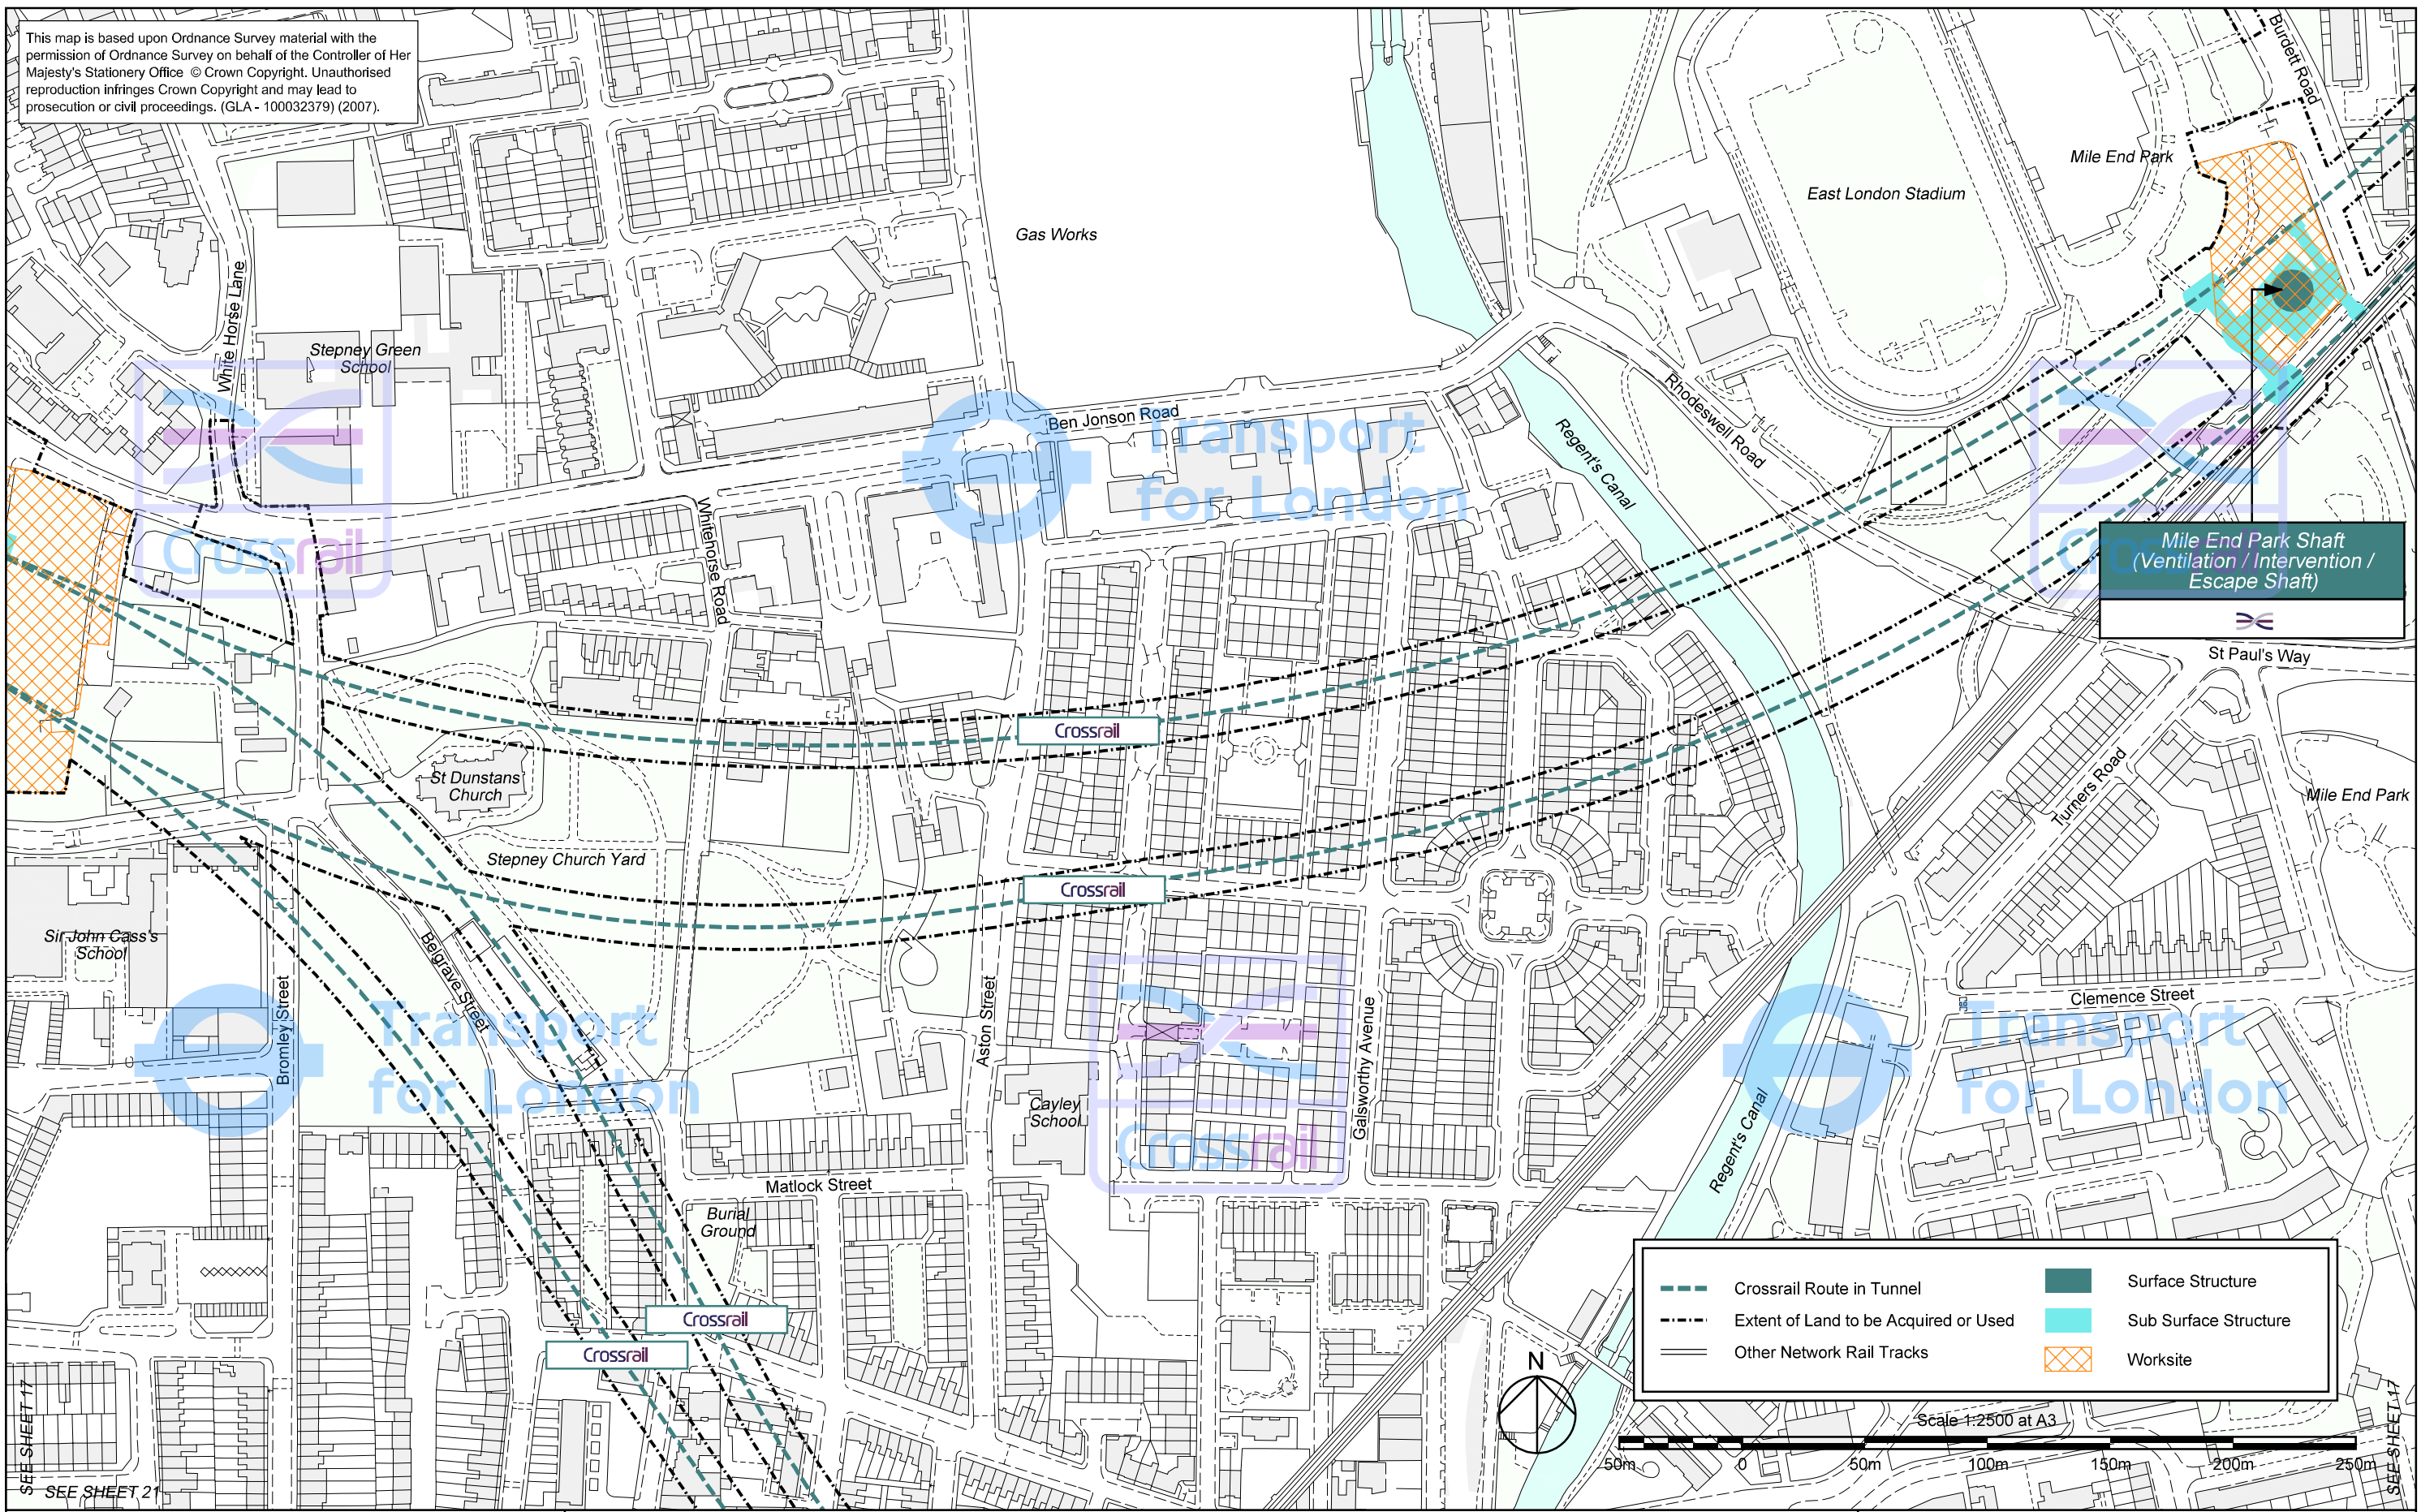 This map is based upon Ordnance Survey material with the
permission of Ordnance Survey on behalf of the Controller of Her
Majesty's Stationery Office © Crown Copyright. Unauthorised
reproduction infringes Crown Copyright and may lead to
prosecution or civil proceedings. (GLA - 100032379) (2007).
Burdett Road
Mile End Park
East London Stadium
Gas Works
White Horse Lane
Stepney Green
School
Ben Jonson Road
Rhodeswell Road
Regent's Canal
Transport
for London
Crossrail
Crossrail
Whitehorse Road
Mile End Park Shaft
(Ventilation / Intervention /
Escape Shaft)
St Paul's Way
Crossrail
St Dunstans
Church
Turners Road
Mile End Park
Stepney Church Yard
Crossrail
Sir John Cass's
School
Belgrave Street
Bromley Street
Aston Street
Galsworthy Avenue
Clemence Street
Transport
for London
Transport
for London
Cayley
School
Crossrail
Regent's Canal
Matlock Street
Burial
Ground
Crossrail
Crossrail
Crossrail Route in Tunnel
Extent of Land to be Acquired or Used
Other Network Rail Tracks
Surface Structure
Sub Surface Structure
Worksite
N
Scale 1:2500 at A3
50m 0 50m 100m 150m 200m 250m
SEE SHEET 17
SEE SHEET 21
SEE SHEET 17